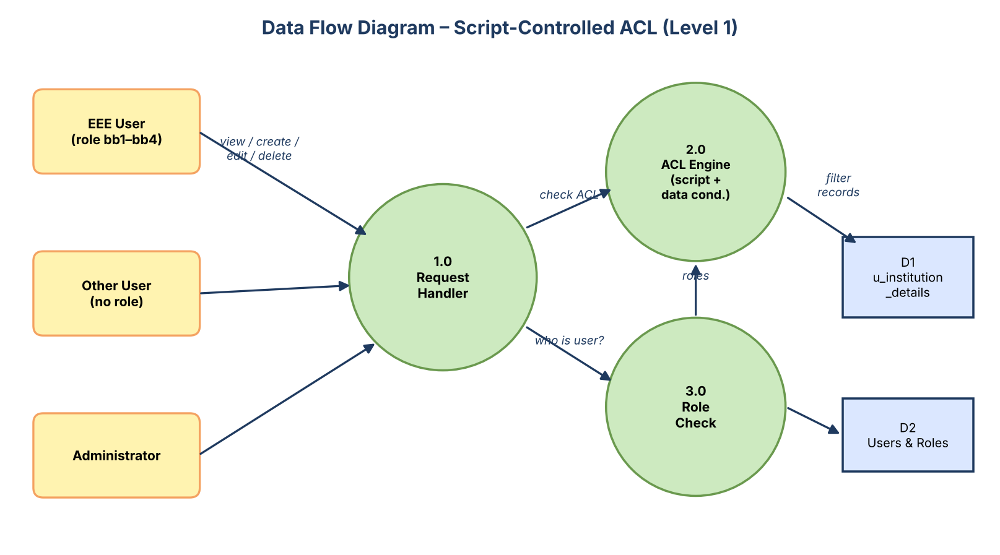 Data Flow Diagram – Script-Controlled ACL (Level 1)
EEE User
(role bb1–bb4)
view / create /
edit / delete
Other User
(no role)
Administrator
1.0
Request
Handler
check ACL
who is user?
2.0
ACL Engine
(script +
data cond.)
roles
3.0
Role
Check
filter
records
D1
u_institution
_details
D2
Users & Roles